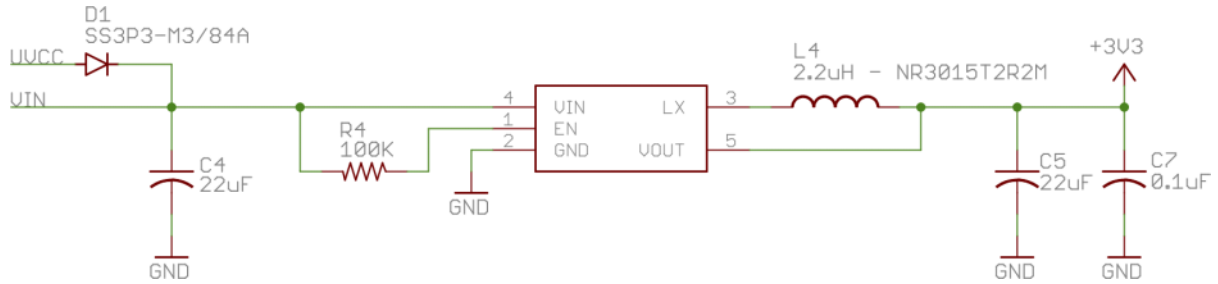 D1
SS3P3-M3/84A
UVCC
VIN
C4
22uF
GND
R4
100K
GND
4
1
2
VIN
EN
GND
LX
VOUT
3
5
L4
2.2uH - NR3015T2R2M
+3V3
C5
22uF
GND
C7
0.1uF
GND